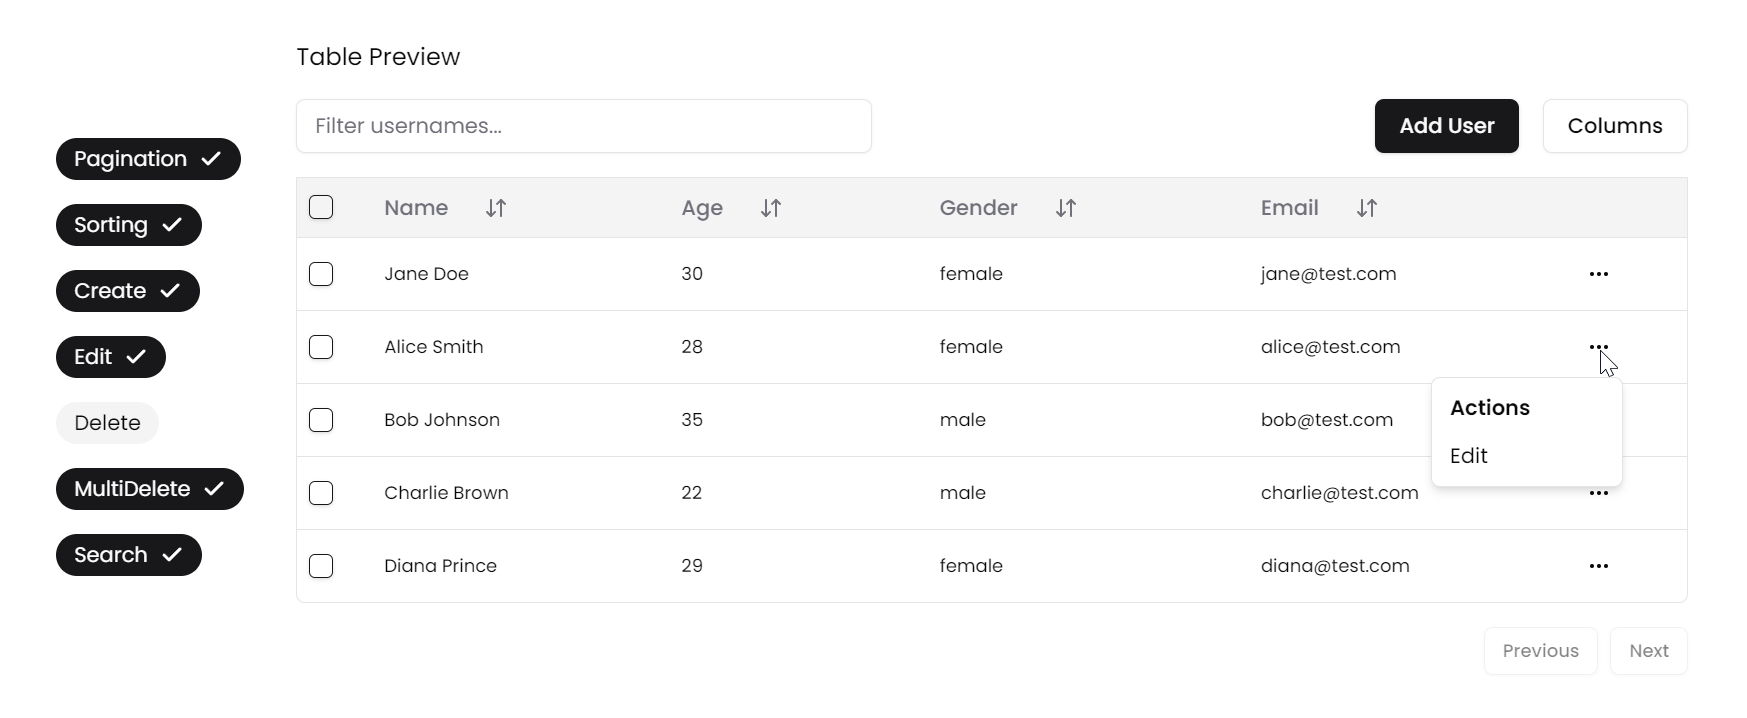 Table Preview
Filter usernames...
Add User
Columns
Pagination
Sorting
Create
Edit
Delete
MultiDelete
Search
Name Age Gender Email
Jane Doe 30 female jane@test.com
Alice Smith 28 female alice@test.com
Bob Johnson 35 male bob@test.com
Charlie Brown 22 male charlie@test.com
Diana Prince 29 female diana@test.com
Actions
Edit
Previous
Next